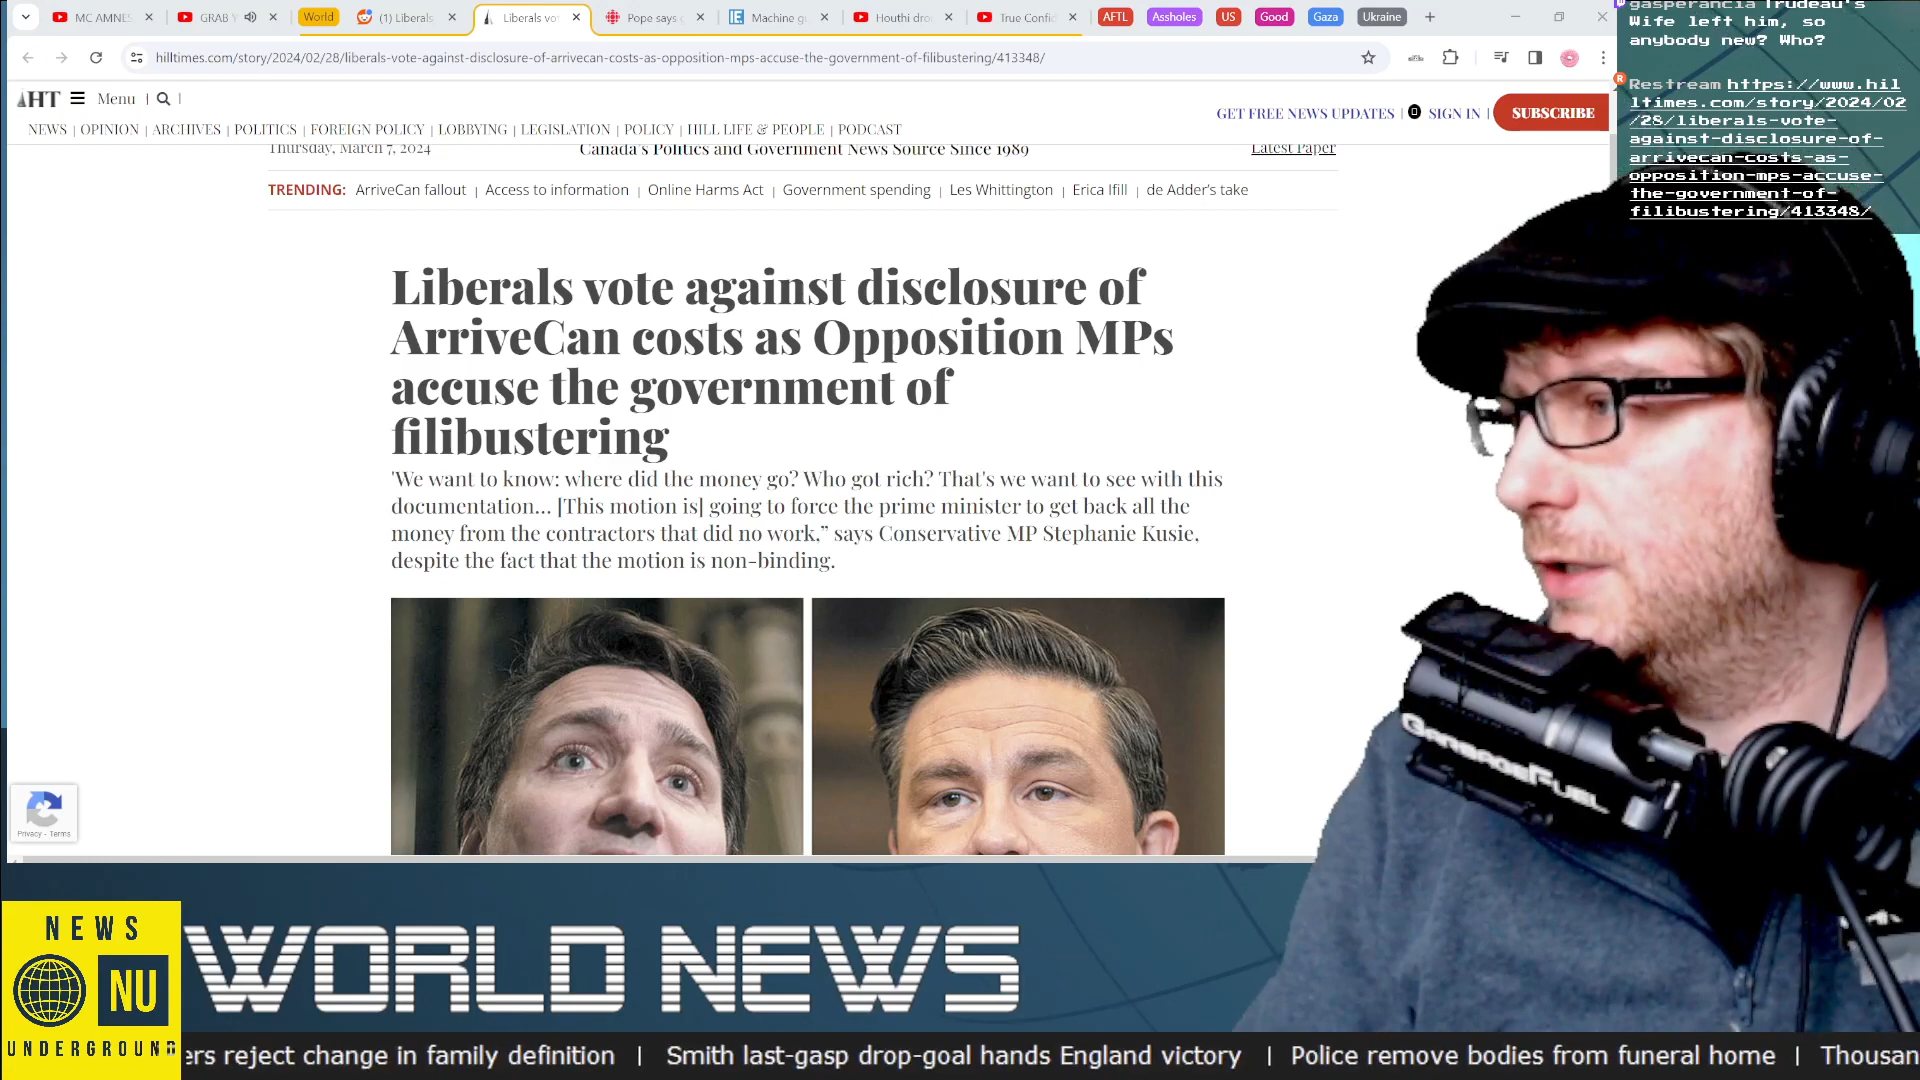 MC AMNES
GRAB Y
World
(1) Liberals
Liberals vot
Pope says
Machine gu
Houthi dro
True Confid
AFTL
Assholes
US
Good
Gaza
Ukraine
hilltimes.com/story/2024/02/28/liberals-vote-against-disclosure-of-arrivecan-costs-as-opposition-mps-accuse-the-government-of-filibustering/413348/
gasperancia Trudeau's
Wife left him, so
anybody new? Who?
Restream https://www.hil
ltimes.com/story/2024/02
/28/liberals-vote-
against-disclosure-of-
arrivecan-costs-as-
opposition-mps-accuse-
the-government-of-
filibustering/413348/
HT Menu | |
GET FREE NEWS UPDATES | SIGN IN | SUBSCRIBE
NEWS | OPINION | ARCHIVES | POLITICS | FOREIGN POLICY | LOBBYING | LEGISLATION | POLICY | HILL LIFE & PEOPLE | PODCAST
Thursday, March 7, 2024
Canada's Politics and Government News Source Since 1989
Latest Paper
TRENDING: ArriveCan fallout | Access to information | Online Harms Act | Government spending | Les Whittington | Erica Ifill | de Adder's take
Liberals vote against disclosure of
ArriveCan costs as Opposition MPs
accuse the government of
filibustering
'We want to know: where did the money go? Who got rich? That's we want to see with this
documentation… [This motion is] going to force the prime minister to get back all the
money from the contractors that did no work,” says Conservative MP Stephanie Kusie,
despite the fact that the motion is non-binding.
Privacy - Terms
GarbageFuel
NEWS
NU
UNDERGROUND
WORLD NEWS
ers reject change in family definition | Smith last-gasp drop-goal hands England victory | Police remove bodies from funeral home | Thousan